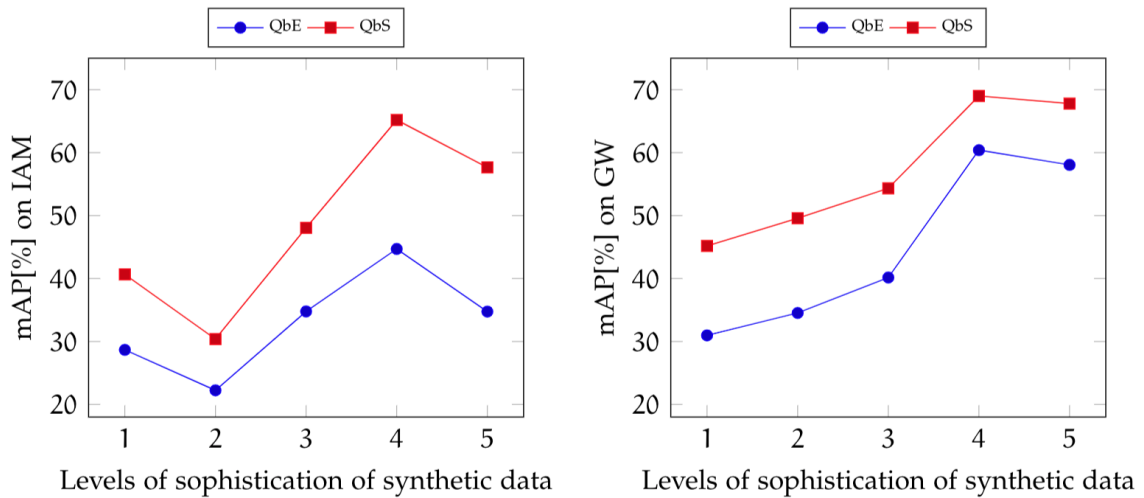 QbE QbS
70
60
50
40
30
20
mAP[%] on IAM
1 2 3 4 5
Levels of sophistication of synthetic data
QbE QbS
70
60
50
40
30
20
mAP[%] on GW
1 2 3 4 5
Levels of sophistication of synthetic data